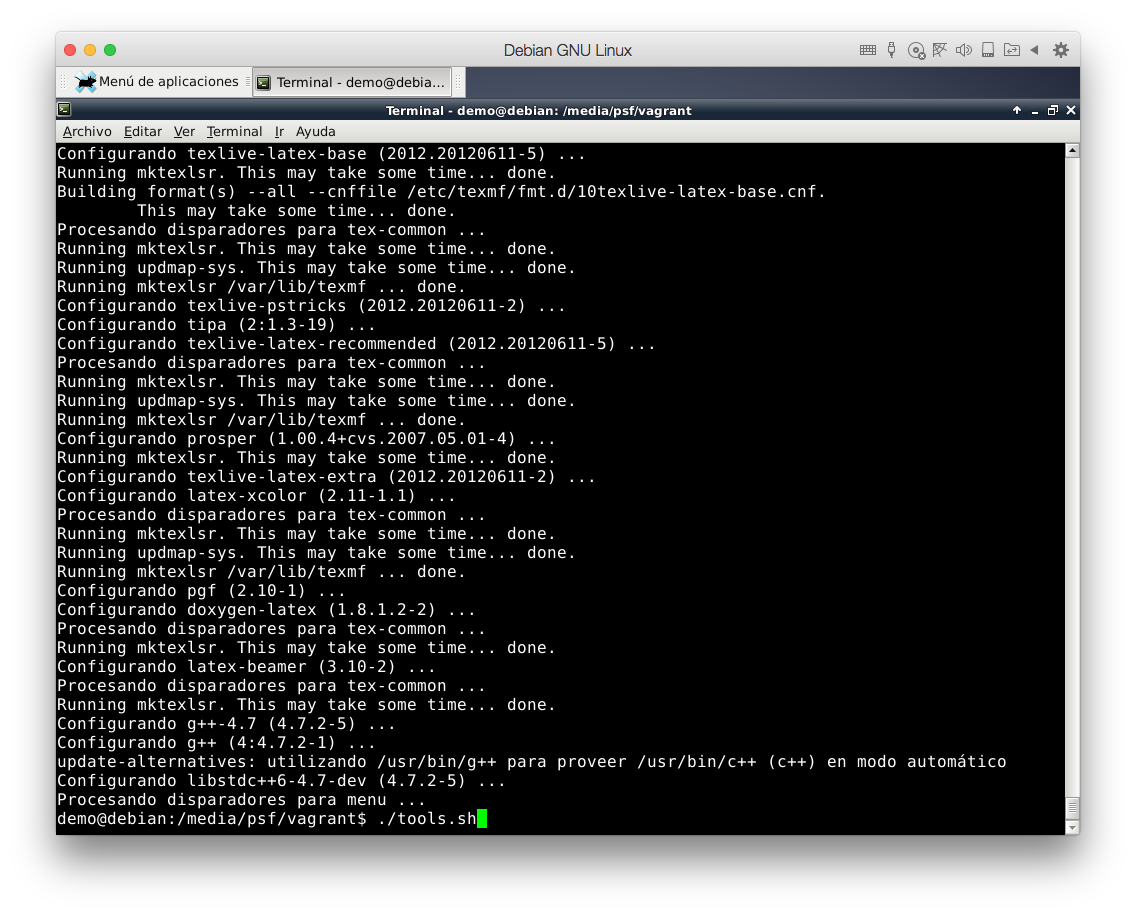 Debian GNU Linux
Menú de aplicaciones
Terminal - demo@debia...
Terminal - demo@debian: /media/psf/vagrant
Archivo Editar Ver Terminal Ir Ayuda
Configurando texlive-latex-base (2012.20120611-5) ...
Running mktexlsr. This may take some time... done.
Building format(s) --all --cnffile /etc/texmf/fmt.d/10texlive-latex-base.cnf.
        This may take some time... done.
Procesando disparadores para tex-common ...
Running mktexlsr. This may take some time... done.
Running updmap-sys. This may take some time... done.
Running mktexlsr /var/lib/texmf ... done.
Configurando texlive-pstricks (2012.20120611-2) ...
Configurando tipa (2:1.3-19) ...
Configurando texlive-latex-recommended (2012.20120611-5) ...
Procesando disparadores para tex-common ...
Running mktexlsr. This may take some time... done.
Running updmap-sys. This may take some time... done.
Running mktexlsr /var/lib/texmf ... done.
Configurando prosper (1.00.4+cvs.2007.05.01-4) ...
Running mktexlsr. This may take some time... done.
Configurando texlive-latex-extra (2012.20120611-2) ...
Configurando latex-xcolor (2.11-1.1) ...
Procesando disparadores para tex-common ...
Running mktexlsr. This may take some time... done.
Running updmap-sys. This may take some time... done.
Running mktexlsr /var/lib/texmf ... done.
Configurando pgf (2.10-1) ...
Configurando doxygen-latex (1.8.1.2-2) ...
Procesando disparadores para tex-common ...
Running mktexlsr. This may take some time... done.
Configurando latex-beamer (3.10-2) ...
Procesando disparadores para tex-common ...
Running mktexlsr. This may take some time... done.
Configurando g++-4.7 (4.7.2-5) ...
Configurando g++ (4:4.7.2-1) ...
update-alternatives: utilizando /usr/bin/g++ para proveer /usr/bin/c++ (c++) en modo automático
Configurando libstdc++6-4.7-dev (4.7.2-5) ...
Procesando disparadores para menu ...
demo@debian:/media/psf/vagrant$ ./tools.sh